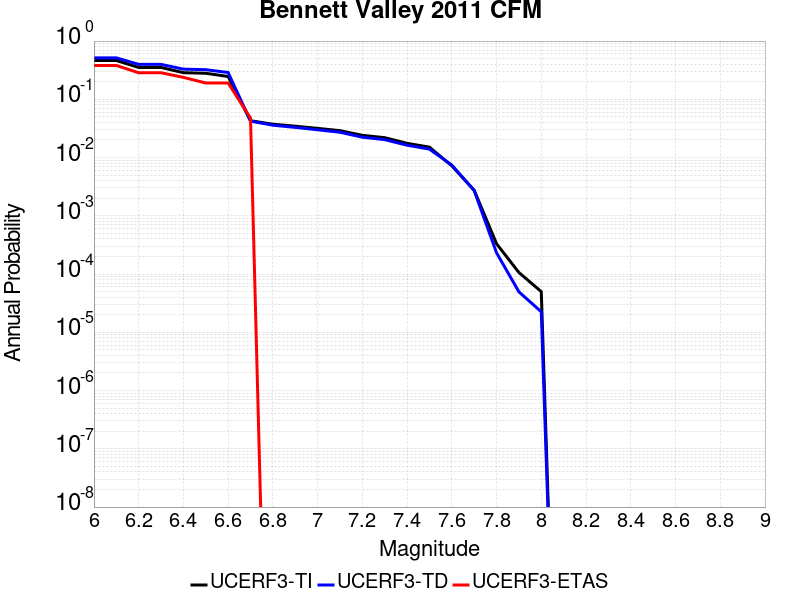 Bennett Valley 2011 CFM
10^0
10^-1
10^-2
10^-3
10^-4
10^-5
10^-6
10^-7
10^-8
Annual Probability
6 6.2 6.4 6.6 6.8 7 7.2 7.4 7.6 7.8 8 8.2 8.4 8.6 8.8 9
Magnitude
UCERF3-TI UCERF3-TD UCERF3-ETAS